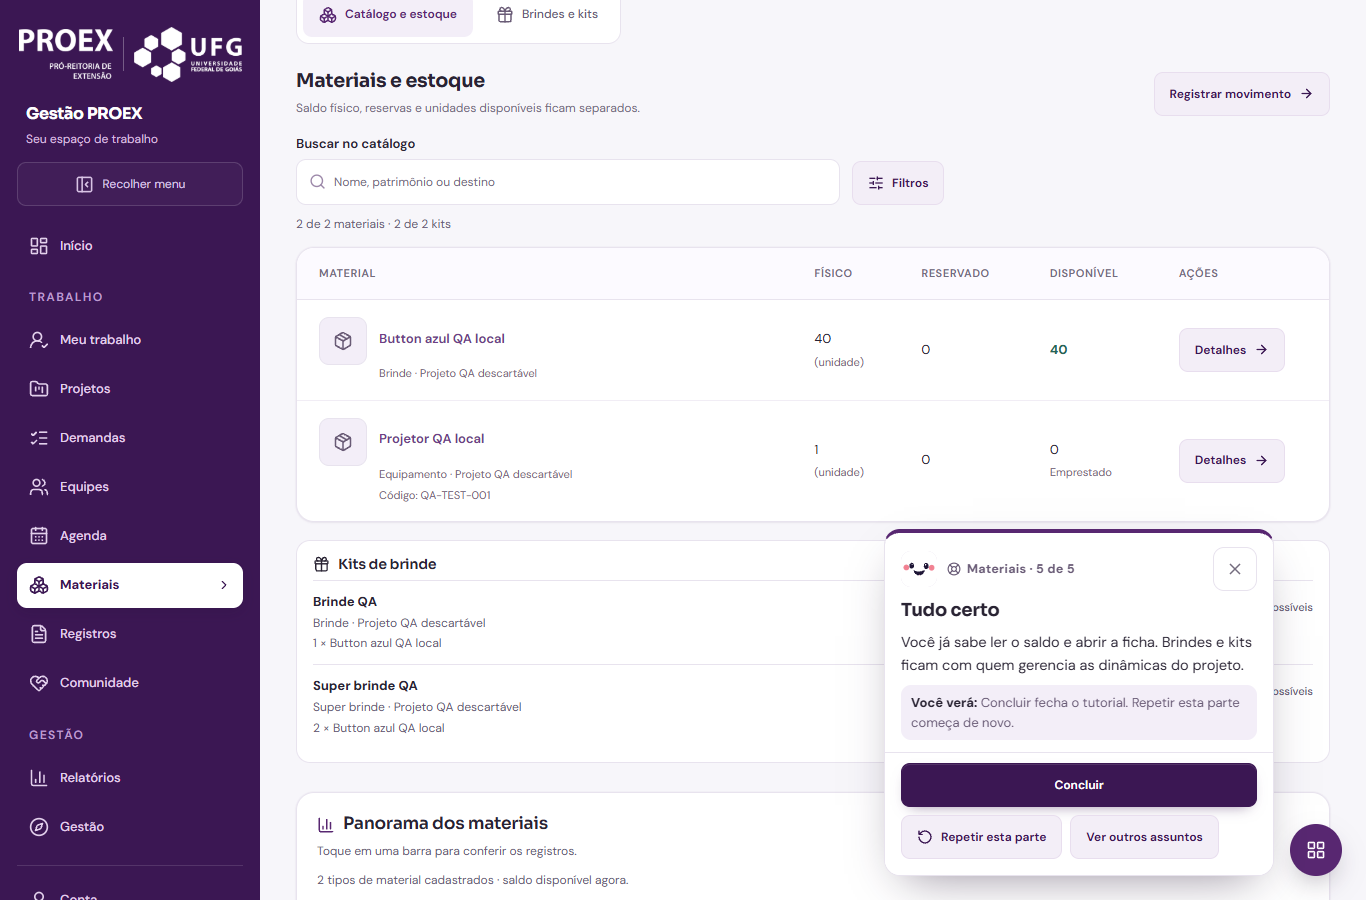 PROEX
PRÓ-REITORIA DE
EXTENSÃO
UFG
UNIVERSIDADE
FEDERAL DE GOIÁS
Gestão PROEX
Seu espaço de trabalho
Recolher menu
Início
TRABALHO
Meu trabalho
Projetos
Demandas
Equipes
Agenda
Materiais
Registros
Comunidade
GESTÃO
Relatórios
Gestão
Conta
Catálogo e estoque
Brindes e kits
Materiais e estoque
Saldo físico, reservas e unidades disponíveis ficam separados.
Registrar movimento
Buscar no catálogo
Nome, patrimônio ou destino
Filtros
2 de 2 materiais · 2 de 2 kits
MATERIAL FÍSICO RESERVADO DISPONÍVEL AÇÕES
Button azul QA local
Brinde · Projeto QA descartável
40
(unidade)
0
40
Detalhes
Projetor QA local
Equipamento · Projeto QA descartável
Código: QA-TEST-001
1
(unidade)
0
0
Emprestado
Detalhes
Kits de brinde
Brinde QA
Brinde · Projeto QA descartável
1 × Button azul QA local
ossíveis
Super brinde QA
Super brinde · Projeto QA descartável
2 × Button azul QA local
ossíveis
Panorama dos materiais
Toque em uma barra para conferir os registros.
2 tipos de material cadastrados · saldo disponível agora.
Materiais · 5 de 5
Tudo certo
Você já sabe ler o saldo e abrir a ficha. Brindes e kits
ficam com quem gerencia as dinâmicas do projeto.
Você verá: Concluir fecha o tutorial. Repetir esta parte
começa de novo.
Concluir
Repetir esta parte
Ver outros assuntos